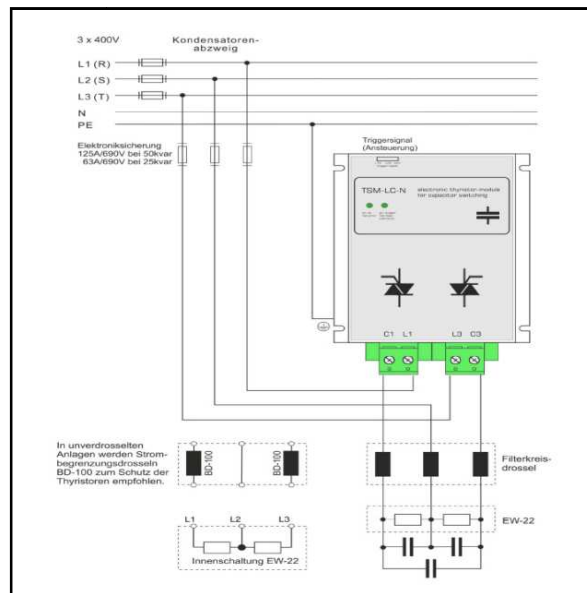 3 x 400V
Kondensatoren-
abzweig
L1 (R)
L2 (S)
L3 (T)
N
PE
Elektroniksicherung
125A/690V bei 50kvar
63A/690V bei 25kvar
Triggersignal
(Ansteuerung)
TSM-LC-N
electronic thyristor-module
for capacitor switching
C1 L1 L3 C3
In unverdrosselten
Anlagen werden Strom-
begrenzungsdrosseln
BD-100 zum Schutz der
Thyristoren empfohlen.
BD-100
BD-100
Filterkreis-
drossel
EW-22
L1 L2 L3
Innenschaltung EW-22